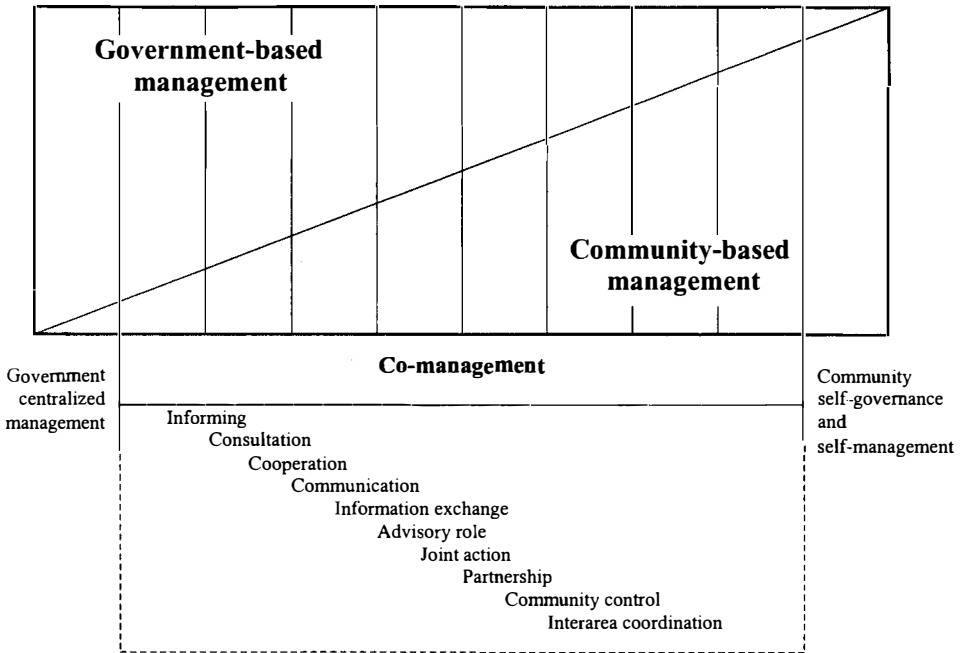 Government-based
management
Community-based
management
Co-management
Government
centralized
management
Community
self-governance
and
self-management
Informing
Consultation
Cooperation
Communication
Information exchange
Advisory role
Joint action
Partnership
Community control
Interarea coordination